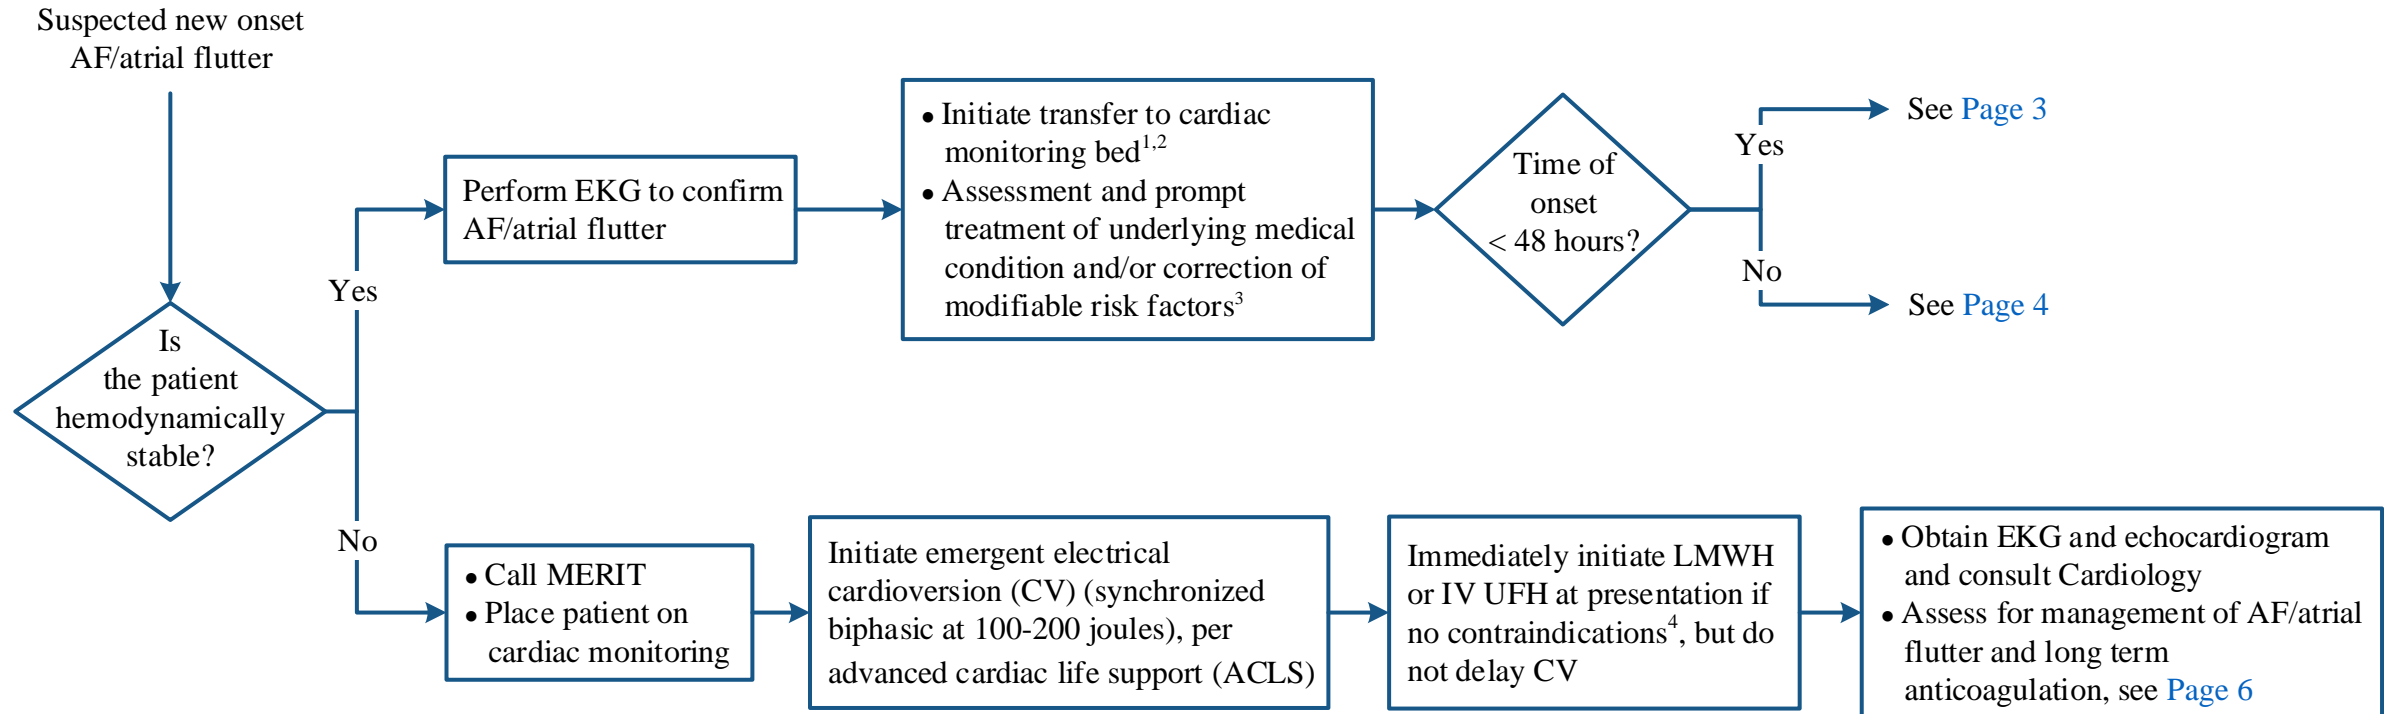 Suspected new onset
AF/atrial flutter
Is
the patient
hemodynamically
stable?
Yes
Perform EKG to confirm
AF/atrial flutter
• Initiate transfer to cardiac
monitoring bed1,2
• Assessment and prompt
treatment of underlying medical
condition and/or correction of
modifiable risk factors3
Time of
onset
< 48 hours?
Yes
See Page 3
No
See Page 4
No
• Call MERIT
• Place patient on
cardiac monitoring
Initiate emergent electrical
cardioversion (CV) (synchronized
biphasic at 100-200 joules), per
advanced cardiac life support (ACLS)
Immediately initiate LMWH
or IV UFH at presentation if
no contraindications4, but do
not delay CV
• Obtain EKG and echocardiogram
and consult Cardiology
• Assess for management of AF/atrial
flutter and long term
anticoagulation, see Page 6